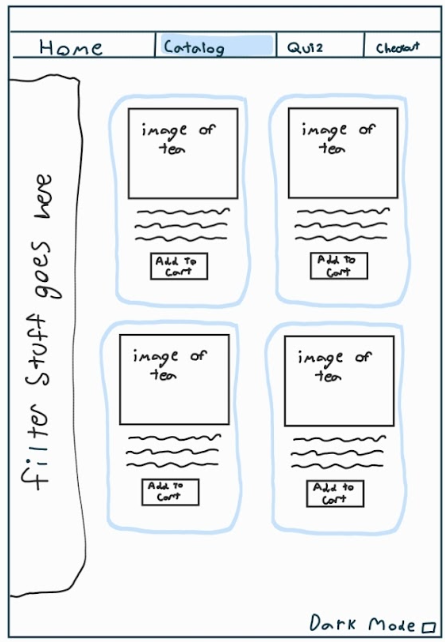 Home
Catalog
Quiz
Checkout
filter stuff goes here
image of
tea
Add To
Cart
image of
tea
Add to
Cart
image of
tea
Add To
Cart
image of
tea
Add to
Cart
Dark Mode